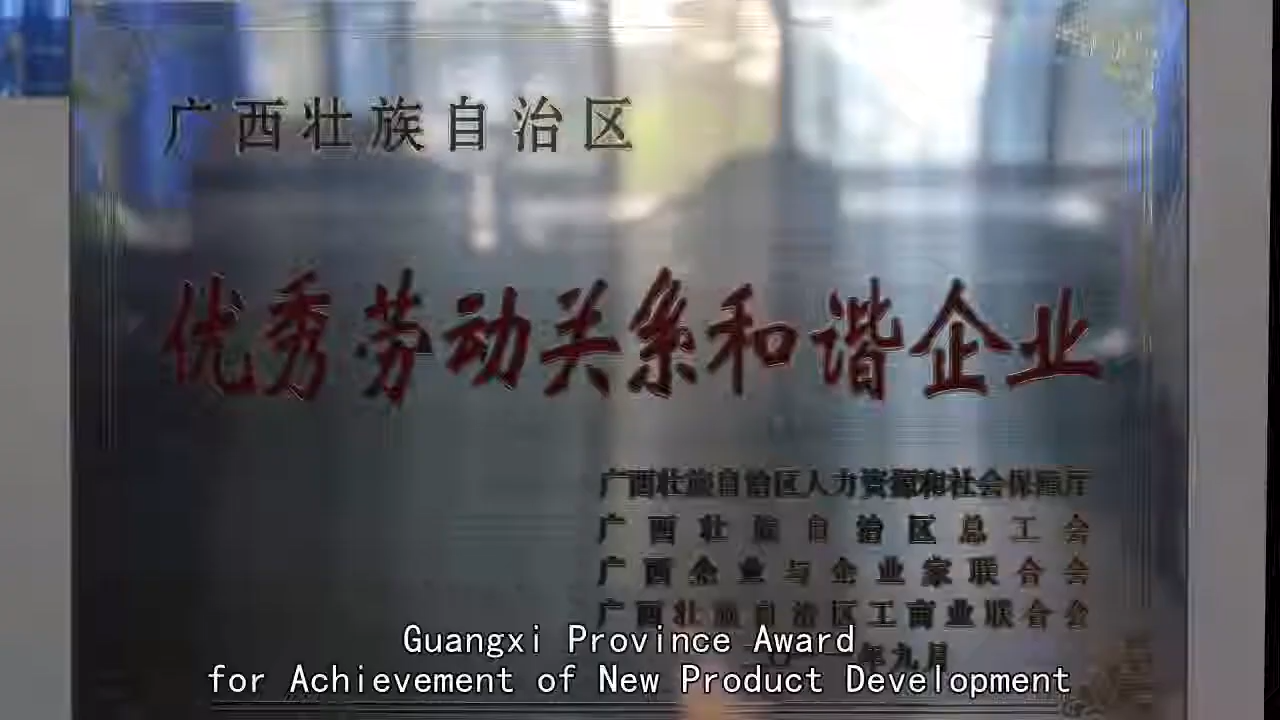 广西壮族自治区
优秀劳动关系和谐企业
广西壮族自治区人力资源和社会保障厅
广西壮族自治区总工会
广西企业与企业家联合会
广西壮族自治区工商业联合会
年九月
Guangxi Province Award
for Achievement of New Product Development